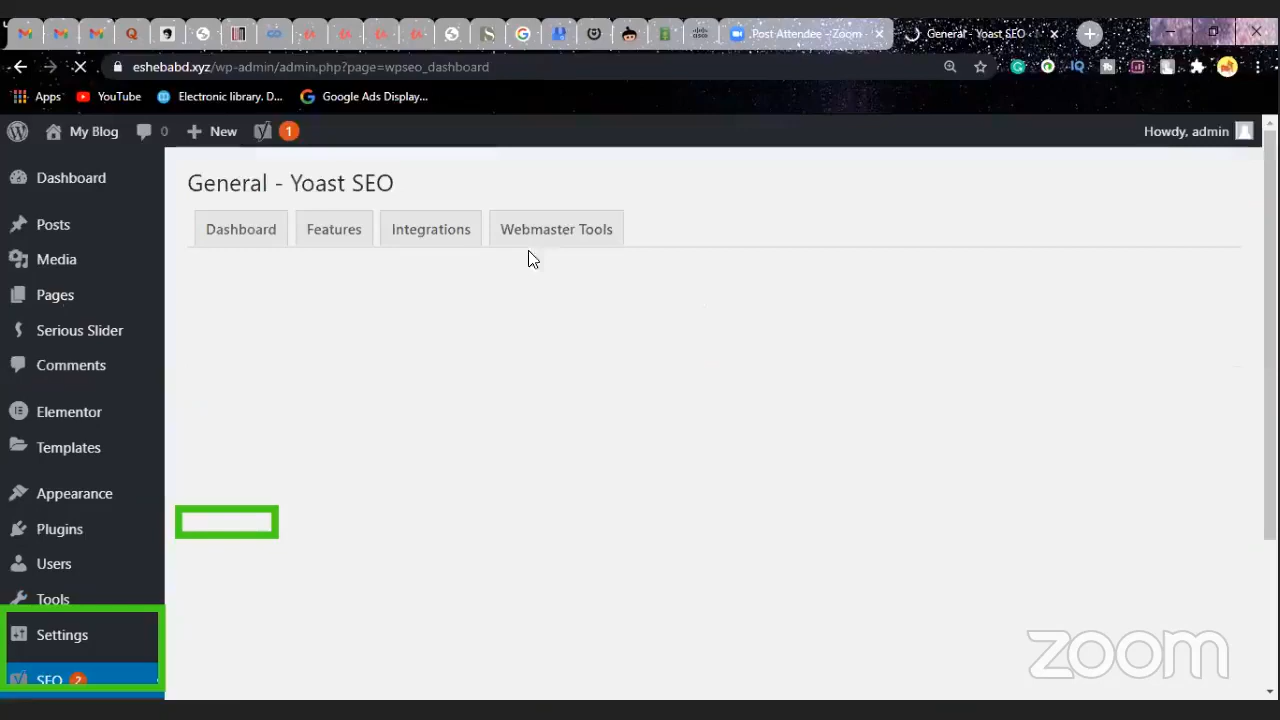 Post Attendee - Zoom
General - Yoast SEO
eshebabd.xyz/wp-admin/admin.php?page=wpseo_dashboard
Apps
YouTube
Electronic library. D...
Google Ads Display...
My Blog
0
New
1
Howdy, admin
Dashboard
Posts
Media
Pages
Serious Slider
Comments
Elementor
Templates
Appearance
Plugins
Users
Tools
Settings
SEO 2
General - Yoast SEO
Dashboard
Features
Integrations
Webmaster Tools
zoom